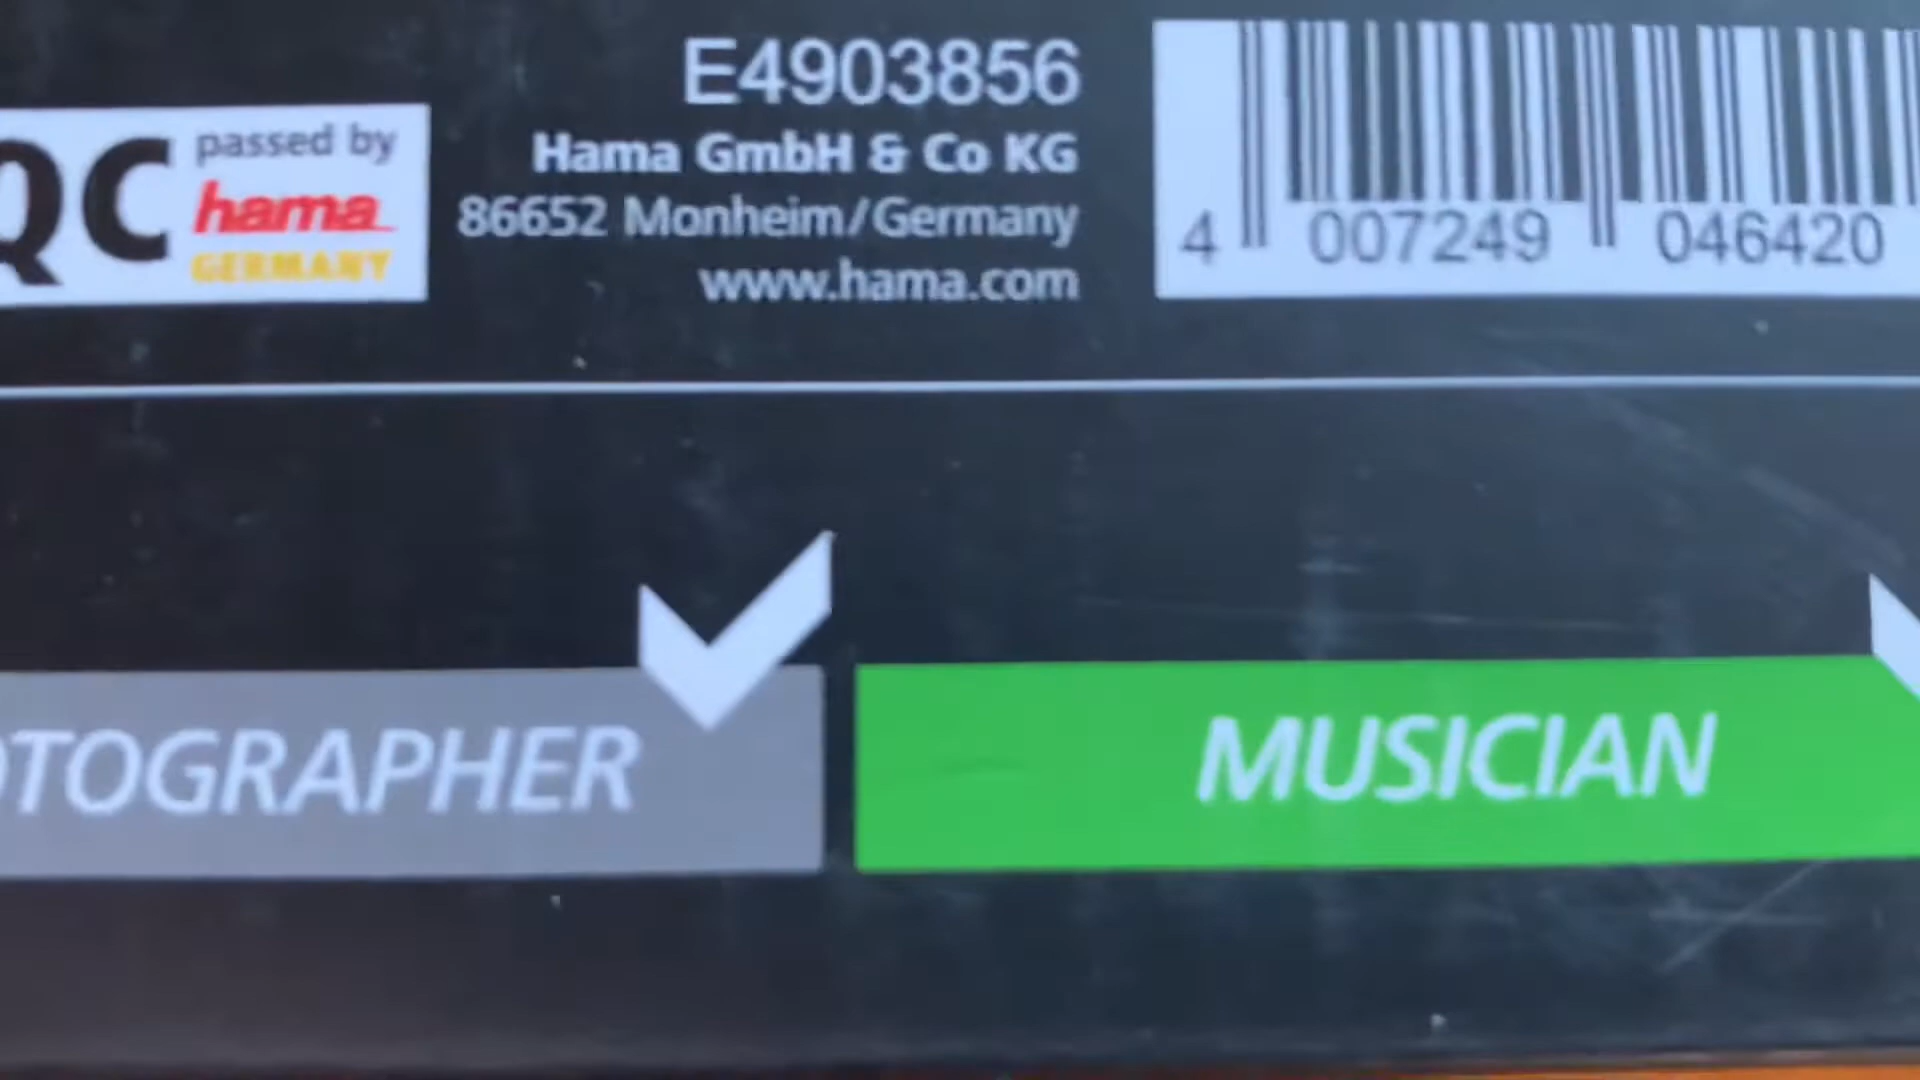 E4903856
QC passed by
hama
GERMANY
Hama GmbH & Co KG
86652 Monheim/Germany
www.hama.com
4 007249 046420
OTOGRAPHER
MUSICIAN